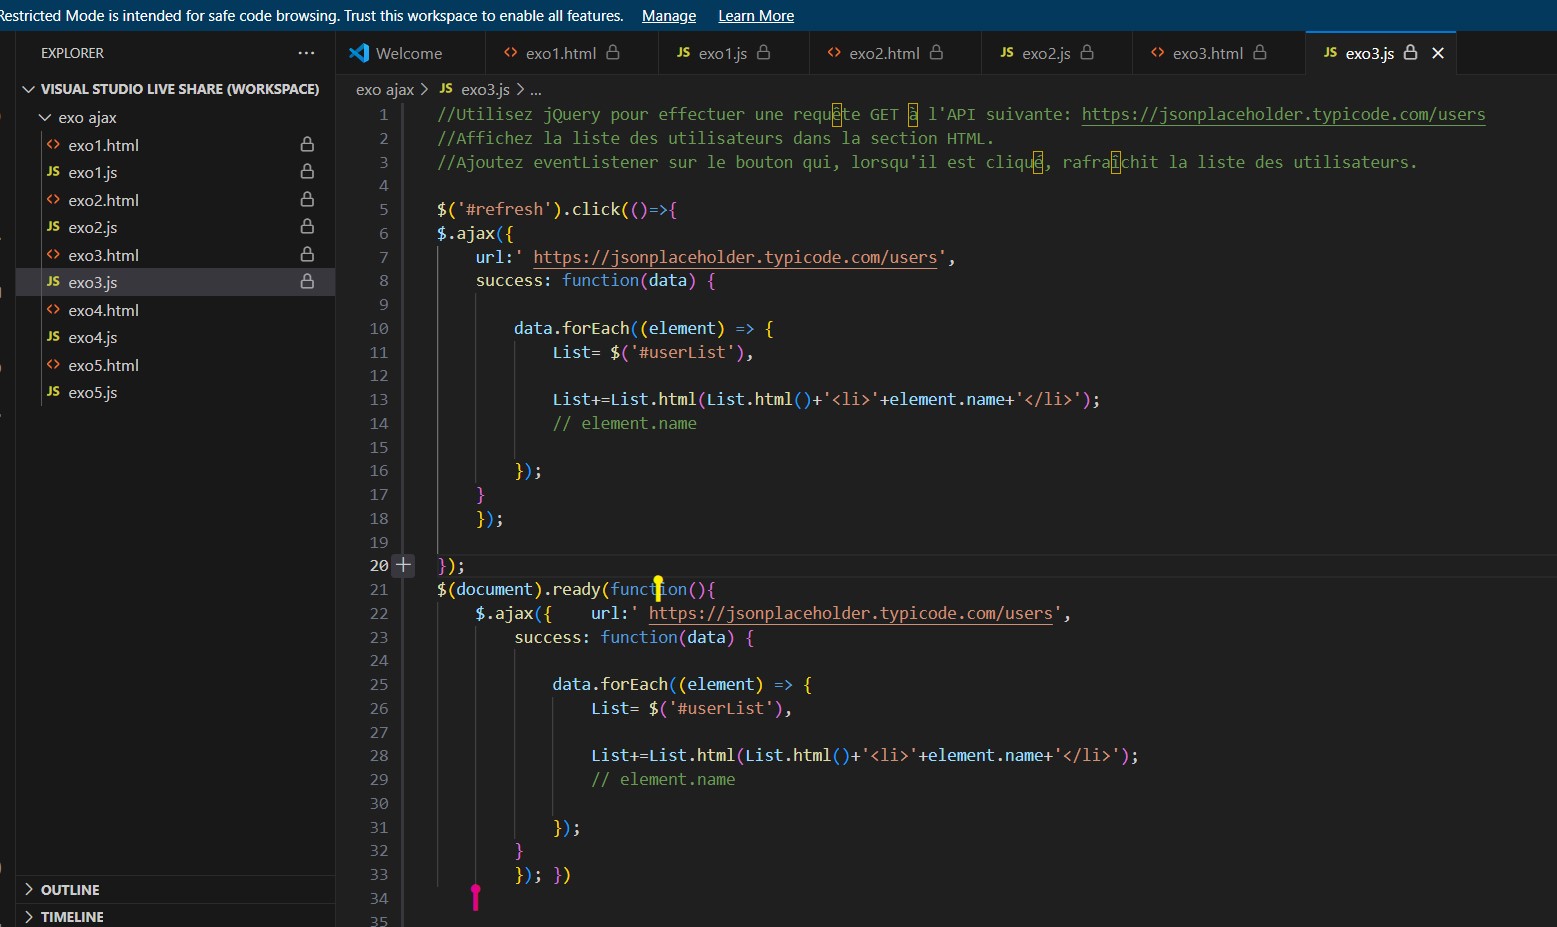 Restricted Mode is intended for safe code browsing. Trust this workspace to enable all features. Manage Learn More
EXPLORER
VISUAL STUDIO LIVE SHARE (WORKSPACE)
exo ajax
exo1.html
exo1.js
exo2.html
exo2.js
exo3.html
exo3.js
exo4.html
exo4.js
exo5.html
exo5.js
OUTLINE
TIMELINE
Welcome exo1.html exo1.js exo2.html exo2.js exo3.html exo3.js
exo ajax > JS exo3.js > ...
1 //Utilisez jQuery pour effectuer une requête GET à l'API suivante: https://jsonplaceholder.typicode.com/users
2 //Affichez la liste des utilisateurs dans la section HTML.
3 //Ajoutez eventListener sur le bouton qui, lorsqu'il est cliqué, rafraîchit la liste des utilisateurs.
4
5 $('#refresh').click(()=>{
6 $.ajax({
7 url:' https://jsonplaceholder.typicode.com/users',
8 success: function(data) {
9
10 data.forEach((element) => {
11 List= $('#userList'),
12
13 List+=List.html(List.html()+'<li>'+element.name+'</li>');
14 // element.name
15
16 });
17 }
18 });
19
20 });
21 $(document).ready(function(){
22 $.ajax({ url:' https://jsonplaceholder.typicode.com/users',
23 success: function(data) {
24
25 data.forEach((element) => {
26 List= $('#userList'),
27
28 List+=List.html(List.html()+'<li>'+element.name+'</li>');
29 // element.name
30
31 });
32 }
33 }); })
34
35